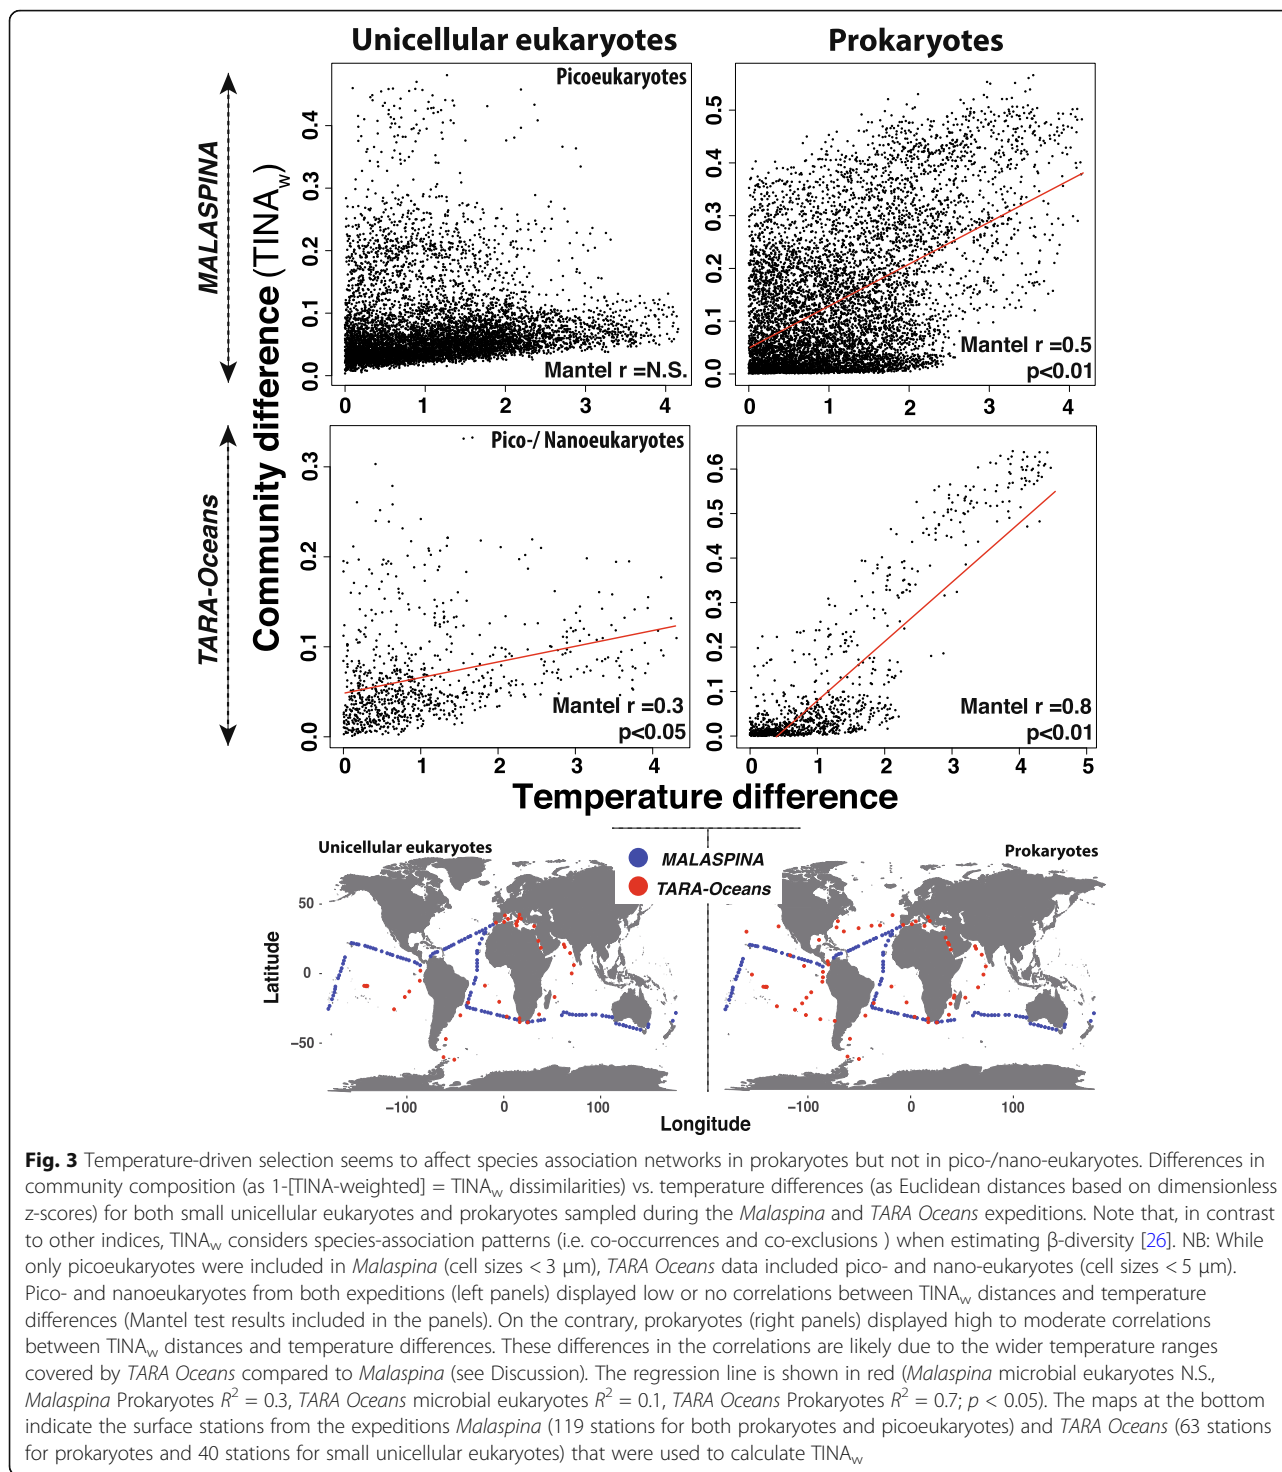 Unicellular eukaryotes
Prokaryotes
MALASPINA
TARA-Oceans
Community difference (TINAw)
Picoeukaryotes
0.0 0.1 0.2 0.3 0.4
Mantel r =N.S.
0 1 2 3 4
0.0 0.1 0.2 0.3 0.4 0.5
Mantel r =0.5
p<0.01
0 1 2 3 4
Pico-/ Nanoeukaryotes
0.0 0.1 0.2 0.3
Mantel r =0.3
p<0.05
0 1 2 3 4
0.0 0.1 0.2 0.3 0.4 0.5 0.6
Mantel r =0.8
p<0.01
0 1 2 3 4 5
Temperature difference
Unicellular eukaryotes
MALASPINA
TARA-Oceans
Prokaryotes
Latitude
50
0
−50
−100 0 100
−100 0 100
Longitude
Fig. 3 Temperature-driven selection seems to affect species association networks in prokaryotes but not in pico-/nano-eukaryotes. Differences in
community composition (as 1-[TINA-weighted] = TINAw dissimilarities) vs. temperature differences (as Euclidean distances based on dimensionless
z-scores) for both small unicellular eukaryotes and prokaryotes sampled during the Malaspina and TARA Oceans expeditions. Note that, in contrast
to other indices, TINAw considers species-association patterns (i.e. co-occurrences and co-exclusions ) when estimating β-diversity [26]. NB: While
only picoeukaryotes were included in Malaspina (cell sizes < 3 μm), TARA Oceans data included pico- and nano-eukaryotes (cell sizes < 5 μm).
Pico- and nanoeukaryotes from both expeditions (left panels) displayed low or no correlations between TINAw distances and temperature
differences (Mantel test results included in the panels). On the contrary, prokaryotes (right panels) displayed high to moderate correlations
between TINAw distances and temperature differences. These differences in the correlations are likely due to the wider temperature ranges
covered by TARA Oceans compared to Malaspina (see Discussion). The regression line is shown in red (Malaspina microbial eukaryotes N.S.,
Malaspina Prokaryotes R² = 0.3, TARA Oceans microbial eukaryotes R² = 0.1, TARA Oceans Prokaryotes R² = 0.7; p < 0.05). The maps at the bottom
indicate the surface stations from the expeditions Malaspina (119 stations for both prokaryotes and picoeukaryotes) and TARA Oceans (63 stations
for prokaryotes and 40 stations for small unicellular eukaryotes) that were used to calculate TINAw